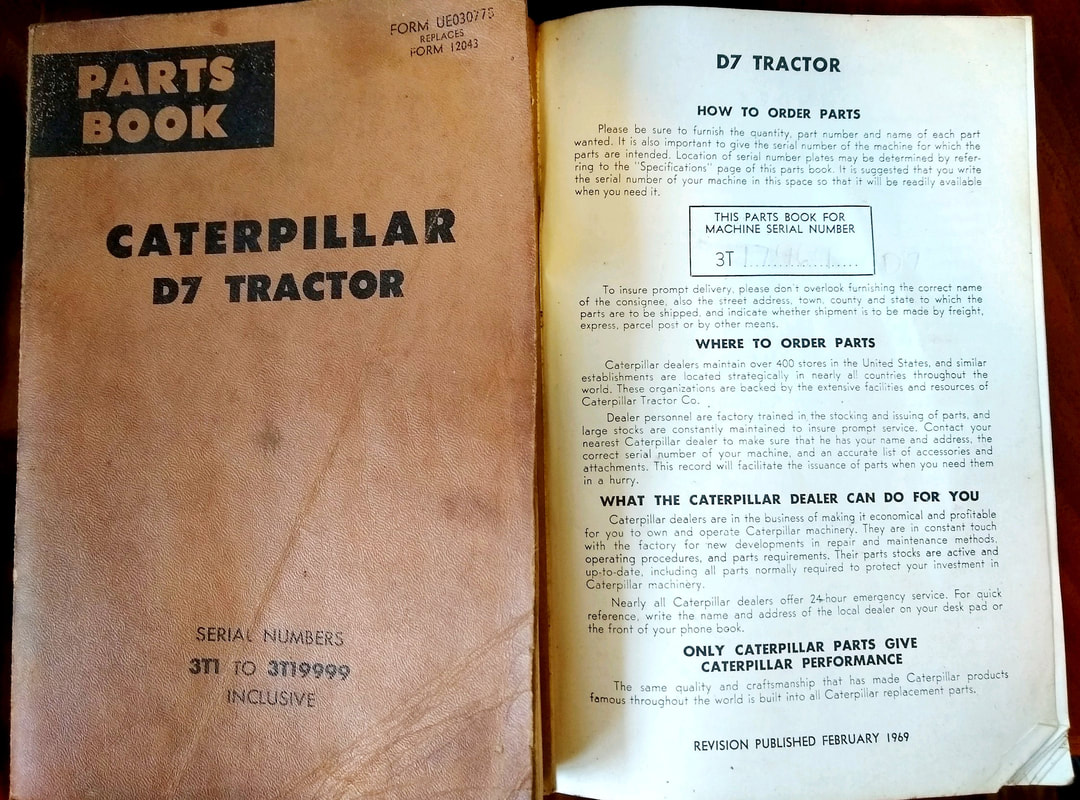 FORM UE030775
REPLACES
FORM 12043
PARTS
BOOK
CATERPILLAR
D7 TRACTOR
SERIAL NUMBERS
3T1 TO 3T19999
INCLUSIVE
D7 TRACTOR
HOW TO ORDER PARTS
Please be sure to furnish the quantity, part number and name of each part
wanted. It is also important to give the serial number of the machine for which the
parts are intended. Location of serial number plates may be determined by refer-
ring to the "Specifications" page of this parts book. It is suggested that you write
the serial number of your machine in this space so that it will be readily available
when you need it.
THIS PARTS BOOK FOR
MACHINE SERIAL NUMBER
3T
To insure prompt delivery, please don't overlook furnishing the correct name
of the consignee, also the street address, town, county and state to which the
parts are to be shipped, and indicate whether shipment is to be made by freight,
express, parcel post or by other means.
WHERE TO ORDER PARTS
Caterpillar dealers maintain over 400 stores in the United States, and similar
establishments are located strategically in nearly all countries throughout the
world. These organizations are backed by the extensive facilities and resources of
Caterpillar Tractor Co.
Dealer personnel are factory trained in the stocking and issuing of parts, and
large stocks are constantly maintained to insure prompt service. Contact your
nearest Caterpillar dealer to make sure that he has your name and address, the
correct serial number of your machine, and an accurate list of accessories and
attachments. This record will facilitate the issuance of parts when you need them
in a hurry.
WHAT THE CATERPILLAR DEALER CAN DO FOR YOU
Caterpillar dealers are in the business of making it economical and profitable
for you to own and operate Caterpillar machinery. They are in constant touch
with the factory for new developments in repair and maintenance methods,
operating procedures, and parts requirements. Their parts stocks are active and
up-to-date, including all parts normally required to protect your investment in
Caterpillar machinery.
Nearly all Caterpillar dealers offer 24-hour emergency service. For quick
reference, write the name and address of the local dealer on your desk pad or
the front of your phone book.
ONLY CATERPILLAR PARTS GIVE
CATERPILLAR PERFORMANCE
The same quality and craftsmanship that has made Caterpillar products
famous throughout the world is built into all Caterpillar replacement parts.
REVISION PUBLISHED FEBRUARY 1969